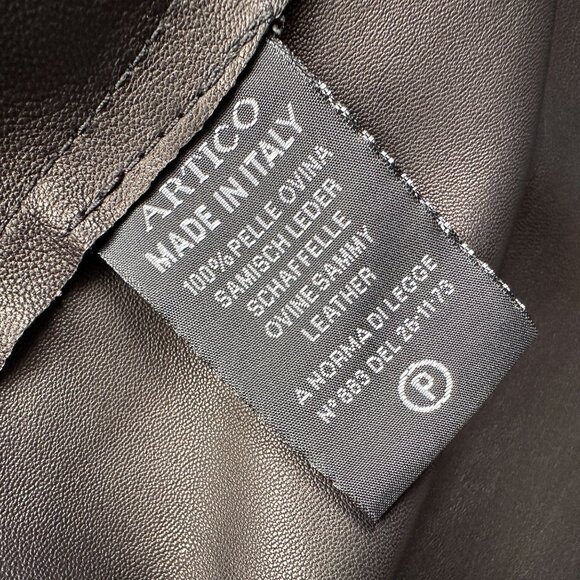 ARTICO
MADE IN ITALY
100% PELLE OVINA
SAMISCH LEDER
SCHAFFELLE
OVINE SAMMY
LEATHER
A NORMA DI LEGGE
N° 883 DEL 26-11-73
P